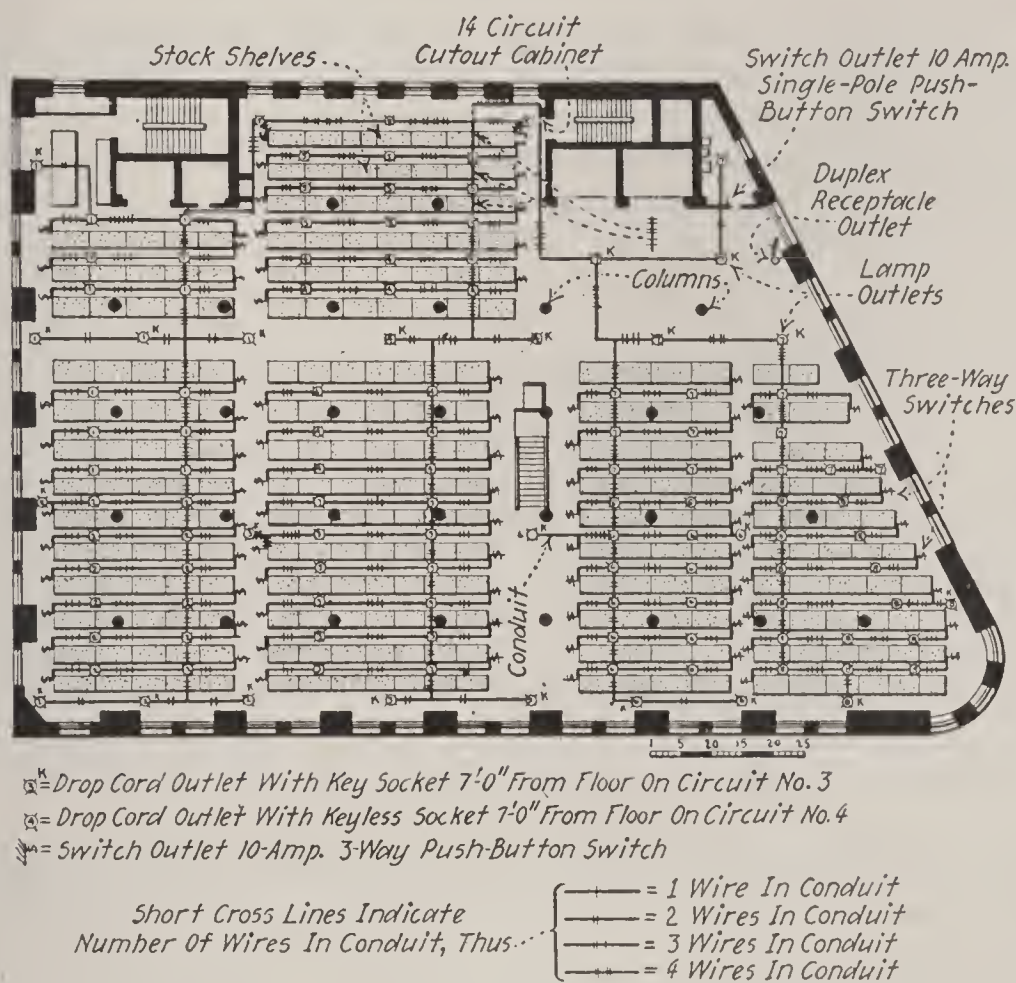 14 Circuit
Cutout Cabinet
Stock Shelves
Switch Outlet 10 Amp.
Single-Pole Push-
Button Switch
Duplex
Receptacle
Outlet
Lamp
Outlets
Columns
Three-Way
Switches
Conduit
1 5 10 15 20 25
K = Drop Cord Outlet With Key Socket 7'-0" From Floor On Circuit No. 3
4 = Drop Cord Outlet With Keyless Socket 7'-0" From Floor On Circuit No. 4
= Switch Outlet 10-Amp. 3-Way Push-Button Switch
Short Cross Lines Indicate
Number Of Wires In Conduit, Thus
= 1 Wire In Conduit
= 2 Wires In Conduit
= 3 Wires In Conduit
= 4 Wires In Conduit